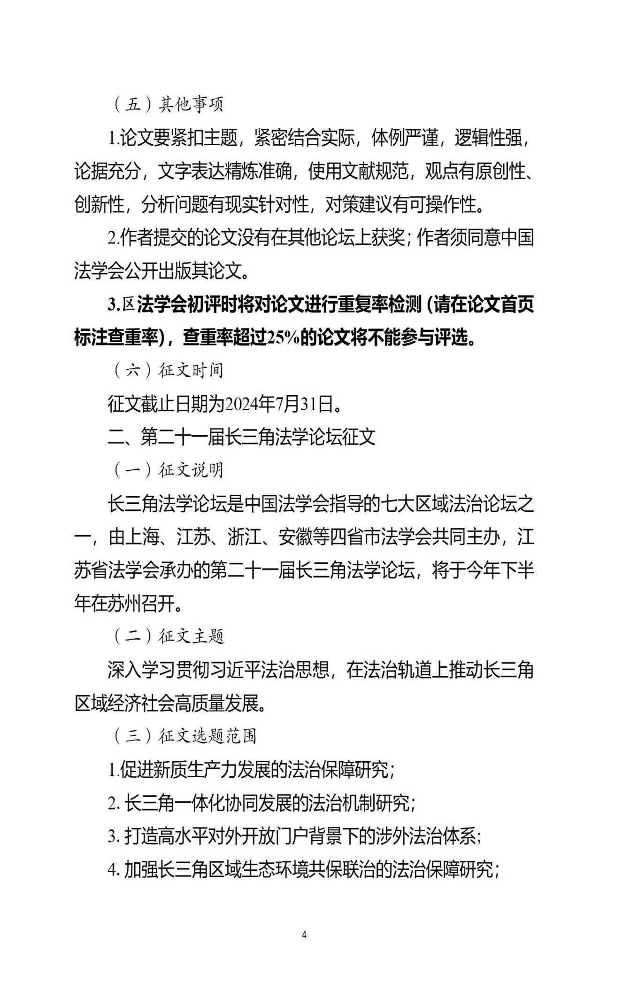 （五）其他事项
1.论文要紧扣主题，紧密结合实际，体例严谨，逻辑性强，
论据充分，文字表达精炼准确，使用文献规范，观点有原创性、
创新性，分析问题有现实针对性，对策建议有可操作性。
2.作者提交的论文没有在其他论坛上获奖；作者须同意中国
法学会公开出版其论文。
3.区法学会初评时将对论文进行重复率检测（请在论文首页
标注查重率），查重率超过25%的论文将不能参与评选。
（六）征文时间
征文截止日期为2024年7月31日。
二、第二十一届长三角法学论坛征文
（一）征文说明
长三角法学论坛是中国法学会指导的七大区域法治论坛之
一，由上海、江苏、浙江、安徽等四省市法学会共同主办，江
苏省法学会承办的第二十一届长三角法学论坛，将于今年下半
年在苏州召开。
（二）征文主题
深入学习贯彻习近平法治思想，在法治轨道上推动长三角
区域经济社会高质量发展。
（三）征文选题范围
1.促进新质生产力发展的法治保障研究；
2. 长三角一体化协同发展的法治机制研究；
3. 打造高水平对外开放门户背景下的涉外法治体系；
4. 加强长三角区域生态环境共保联治的法治保障研究；
4